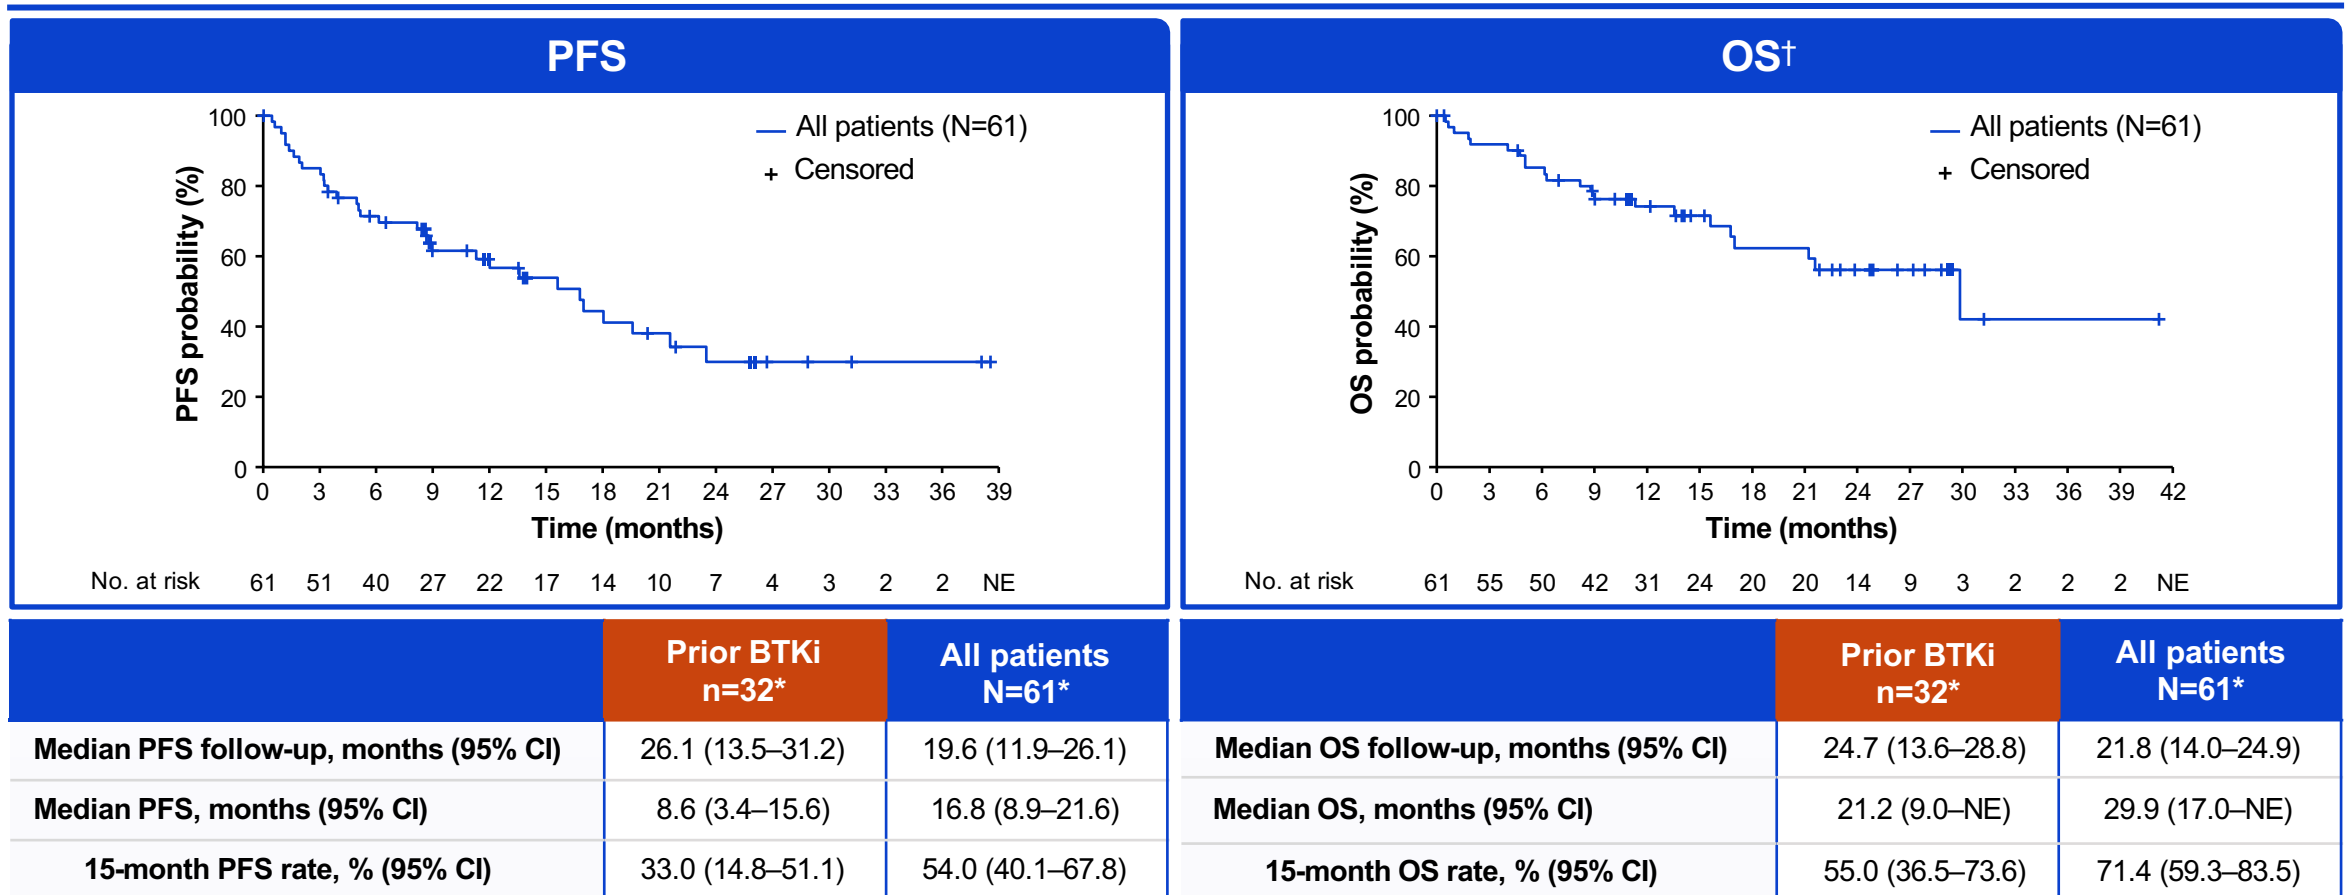 PFS
100
80
60
40
20
0
PFS probability (%)
All patients (N=61)
Censored
0 3 6 9 12 15 18 21 24 27 30 33 36 39
Time (months)
No. at risk 61 51 40 27 22 17 14 10 7 4 3 2 2 NE
OS†
100
80
60
40
20
0
OS probability (%)
All patients (N=61)
Censored
0 3 6 9 12 15 18 21 24 27 30 33 36 39 42
Time (months)
No. at risk 61 55 50 42 31 24 20 20 14 9 3 2 2 2 NE
Prior BTKi
n=32*
All patients
N=61*
Median PFS follow-up, months (95% CI) 26.1 (13.5–31.2) 19.6 (11.9–26.1)
Median PFS, months (95% CI) 8.6 (3.4–15.6) 16.8 (8.9–21.6)
15-month PFS rate, % (95% CI) 33.0 (14.8–51.1) 54.0 (40.1–67.8)
Prior BTKi
n=32*
All patients
N=61*
Median OS follow-up, months (95% CI) 24.7 (13.6–28.8) 21.8 (14.0–24.9)
Median OS, months (95% CI) 21.2 (9.0–NE) 29.9 (17.0–NE)
15-month OS rate, % (95% CI) 55.0 (36.5–73.6) 71.4 (59.3–83.5)